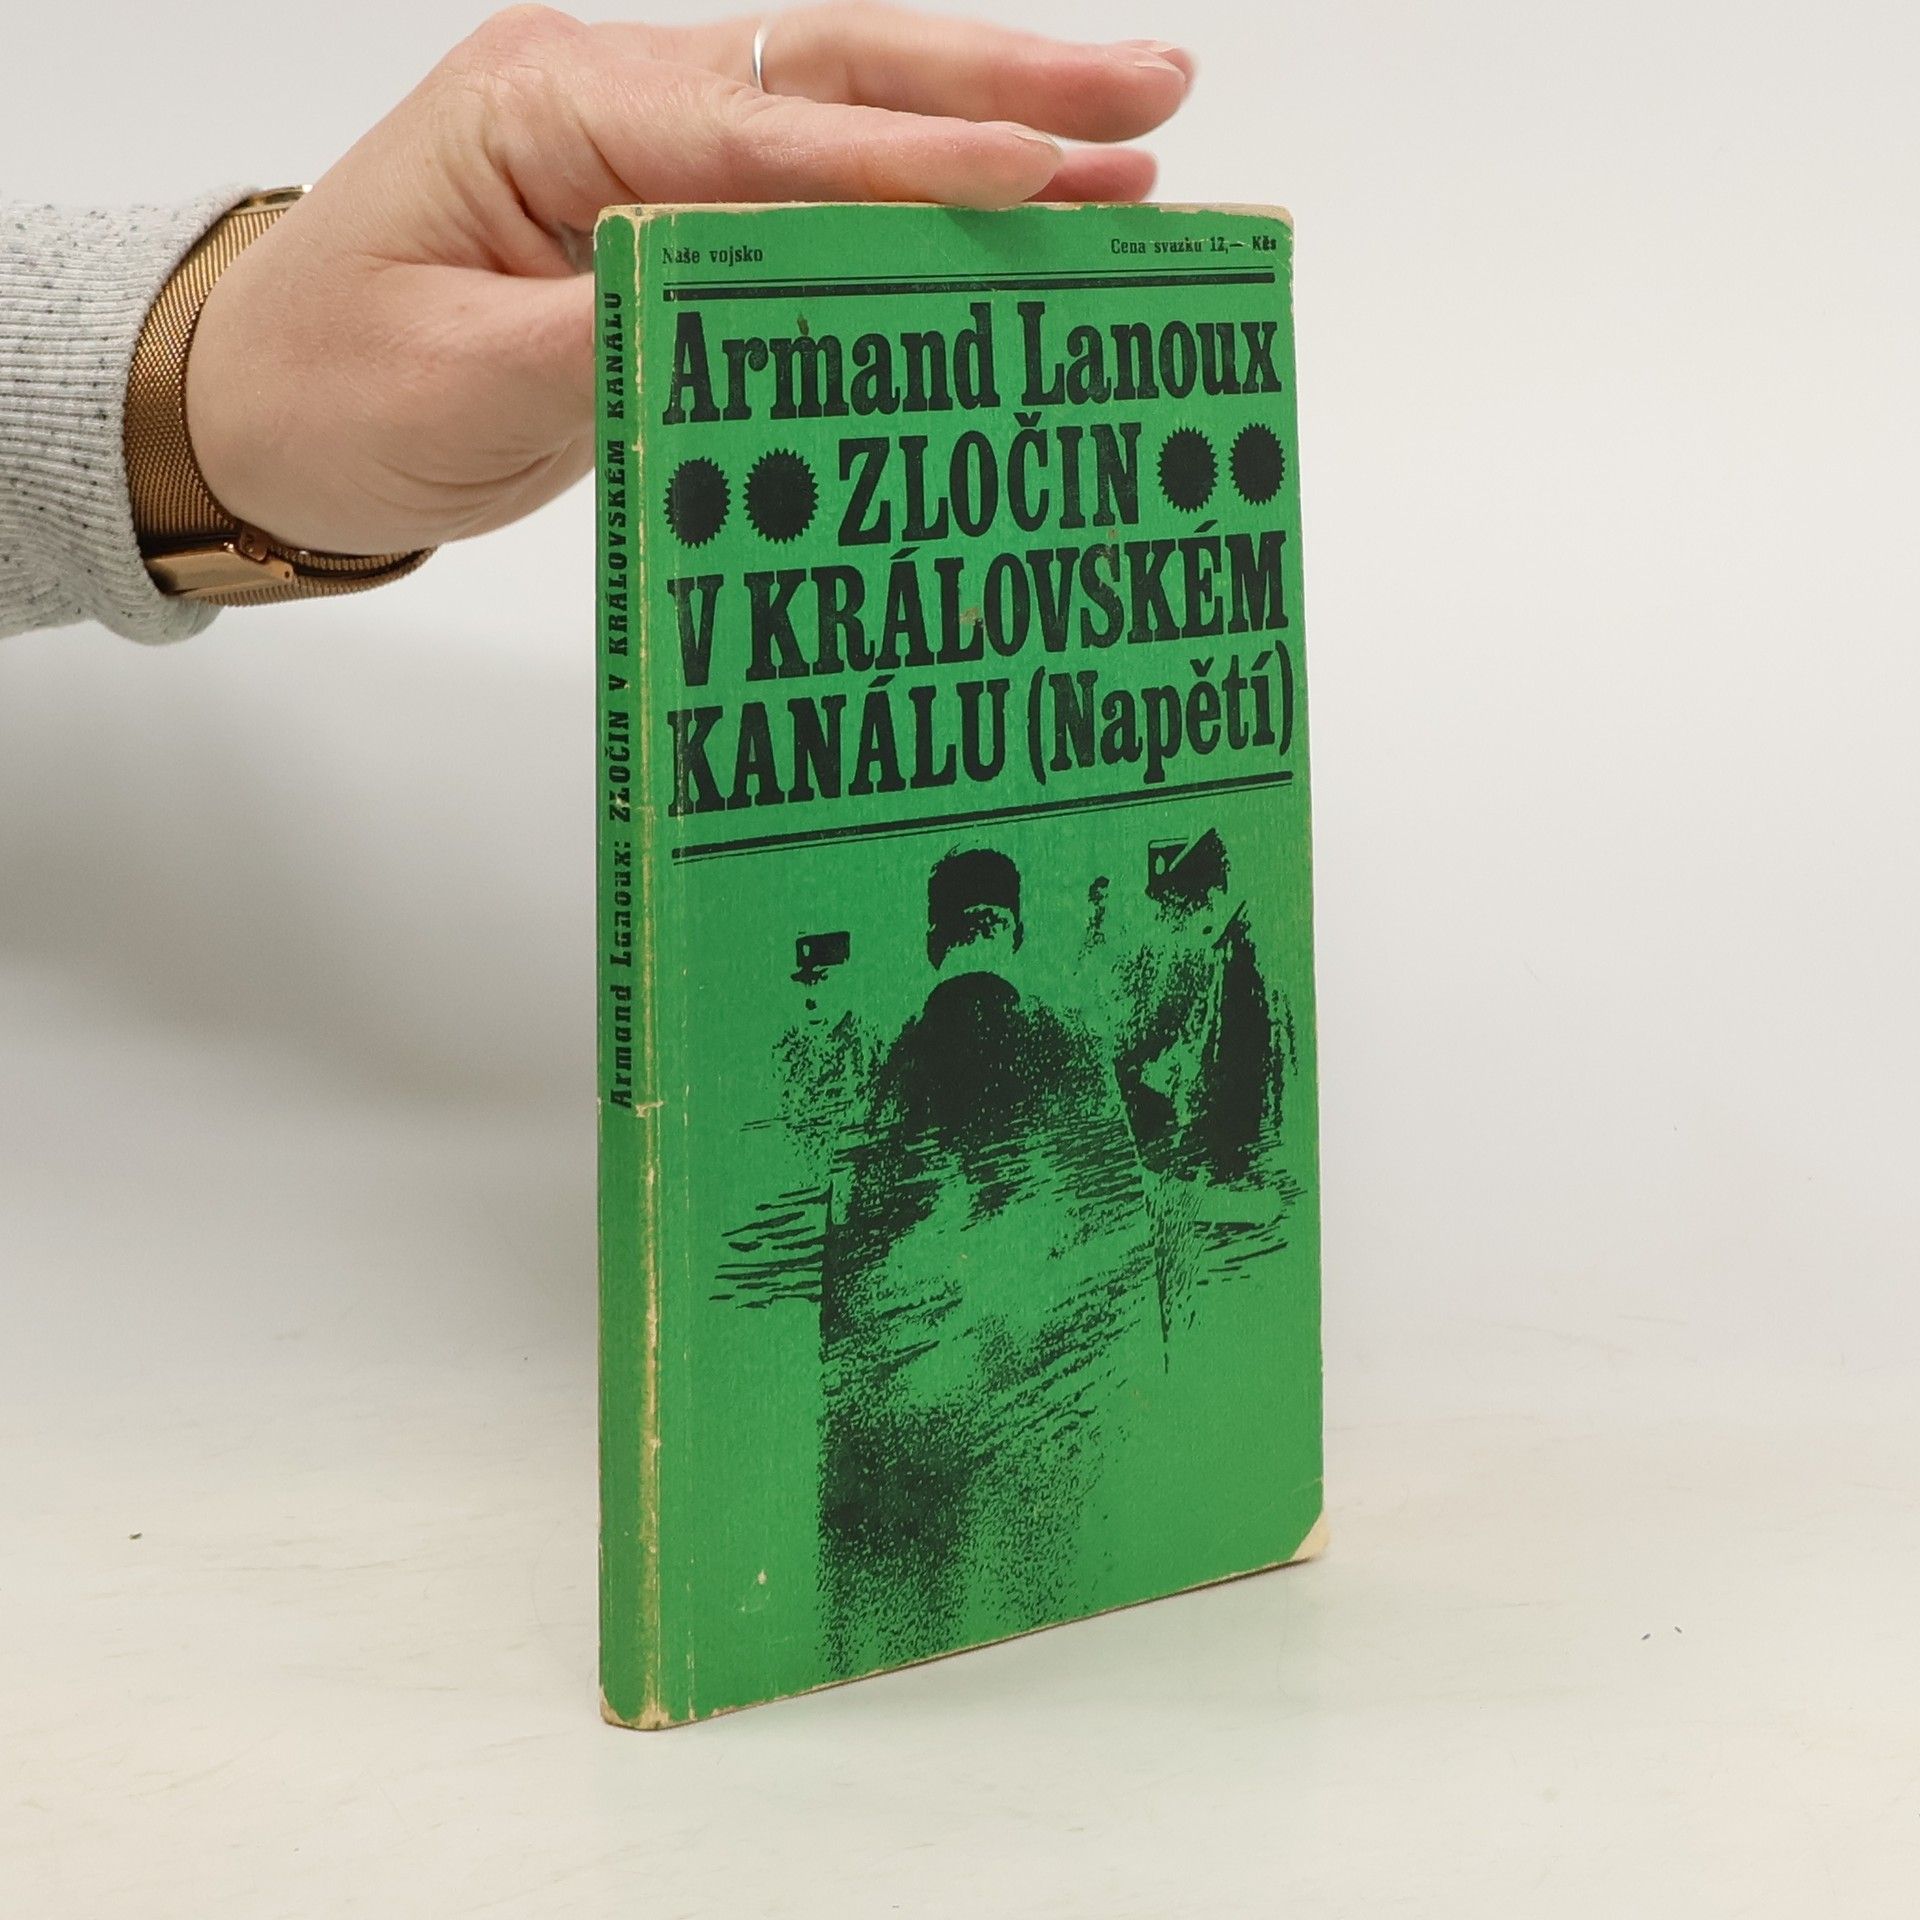 Naše vojsko
Cena svazku 12,— Kčs
Armand Lanoux
ZLOČIN
V KRÁLOVSKÉM
KANÁLU (Napětí)
Armand Lanoux: ZLOČIN V KRÁLOVSKÉM KANÁLU